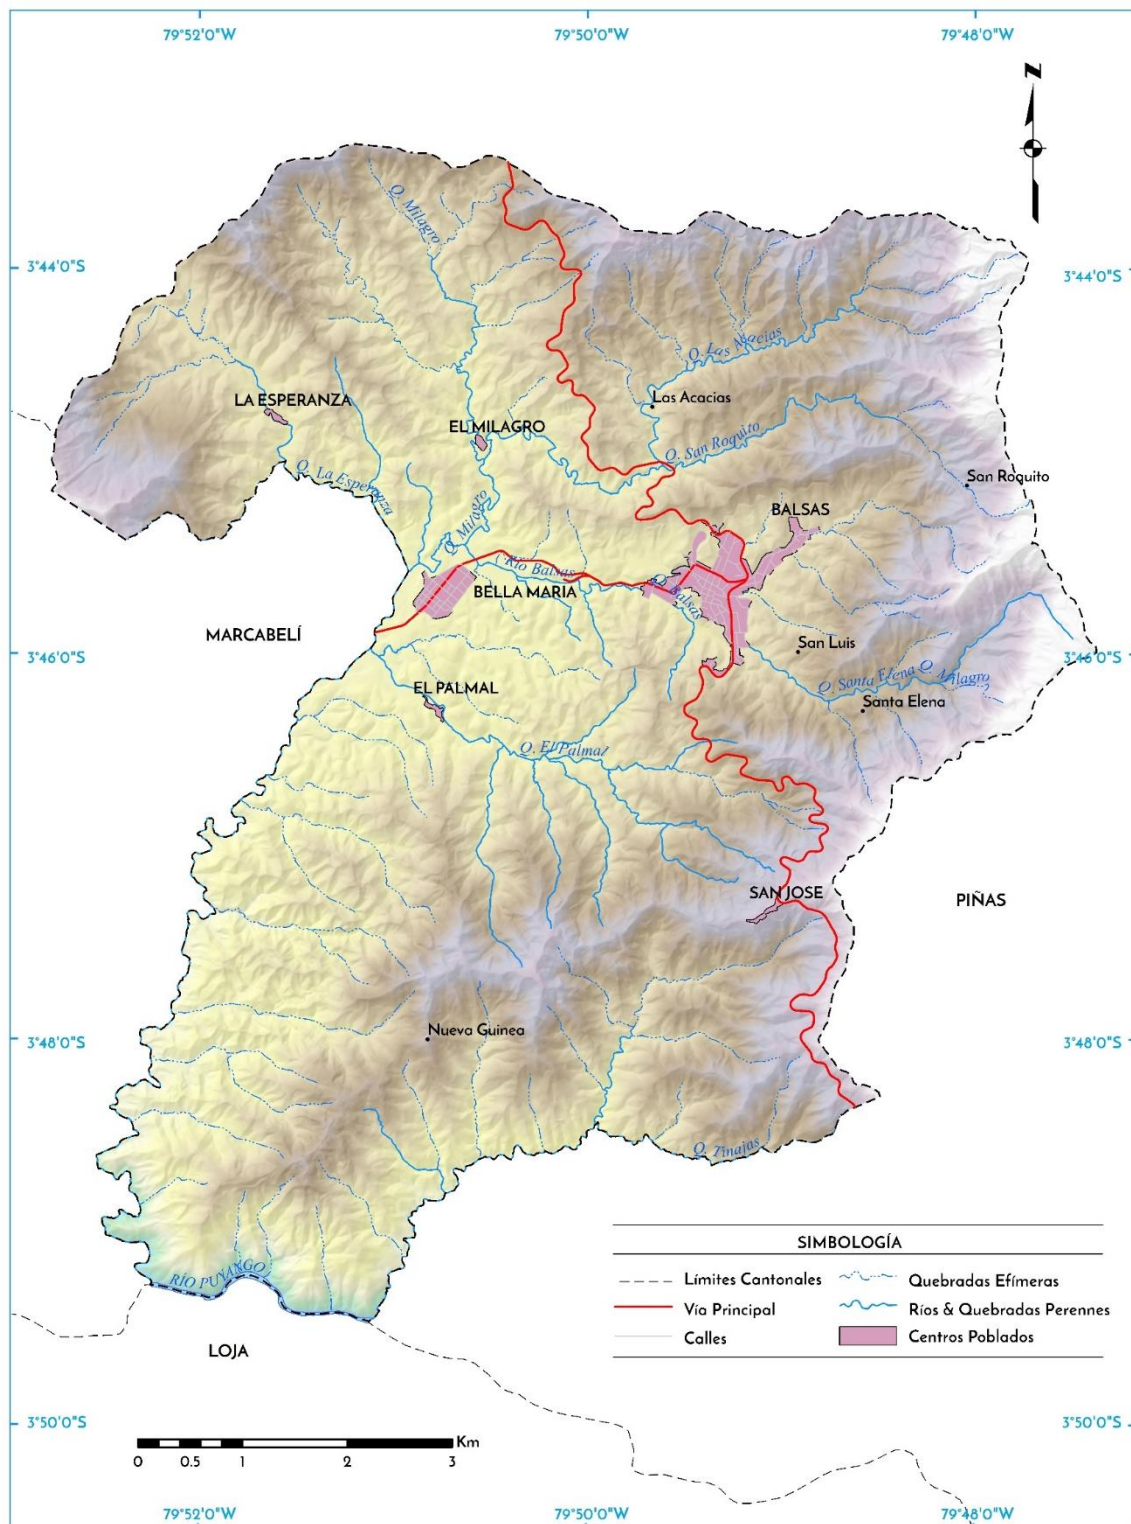 79°52'0"W
79°50'0"W
79°48'0"W
Z
Q. Milagro
3°44'0"S
3°44'0"S
Q. Las Acacias
LA ESPERANZA
Las Acacias
EL MILAGRO
Q. San Roquito
Q. La Esperanza
San Roquito
Q. Milagro
BALSAS
Río Balsas
Q. Balsas
BELLA MARIA
MARCABELÍ
San Luis
3°46'0"S
3°46'0"S
Q. Santa Elena
Q. Milagro
EL PALMAL
Santa Elena
Q. El Palmal
SAN JOSE
PIÑAS
Nueva Guinea
3°48'0"S
3°48'0"S
Q. Tinajas
RÍO PUYANGO
LOJA
SIMBOLOGÍA
Límites Cantonales
Quebradas Efímeras
Vía Principal
Ríos & Quebradas Perennes
Calles
Centros Poblados
3°50'0"S
3°50'0"S
Km
0 0.5 1 2 3
79°52'0"W
79°50'0"W
79°48'0"W